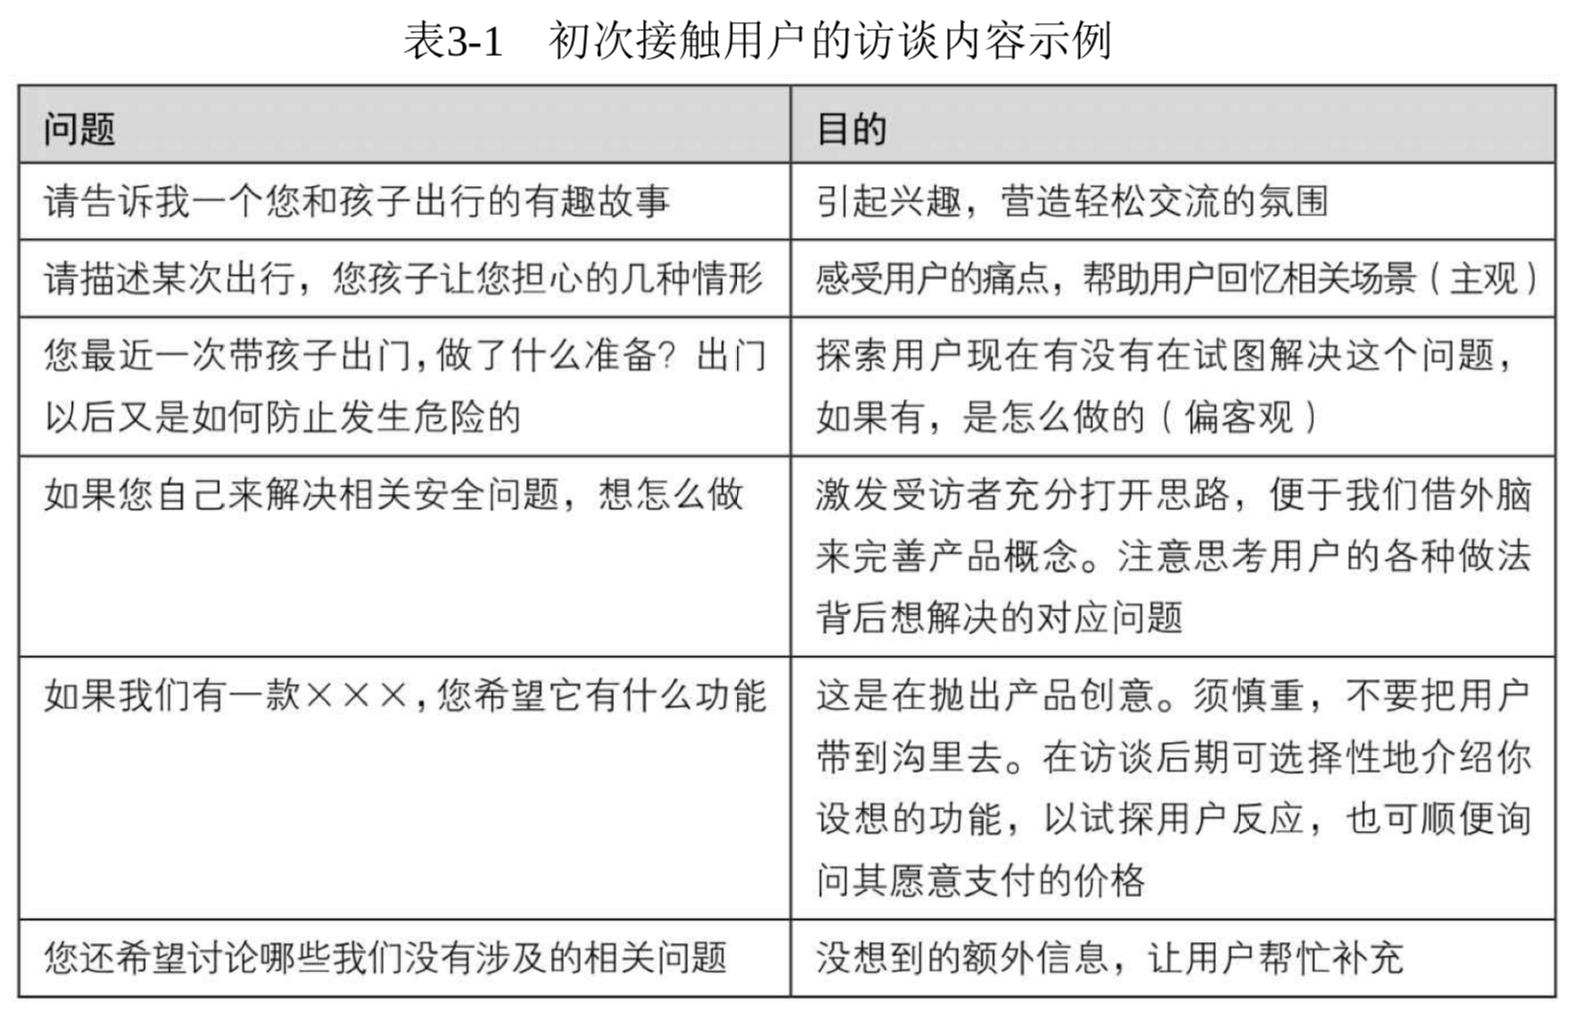 表3-1 初次接触用户的访谈内容示例
问题
目的
请告诉我一个您和孩子出行的有趣故事
引起兴趣，营造轻松交流的氛围
请描述某次出行，您孩子让您担心的几种情形
感受用户的痛点，帮助用户回忆相关场景（主观）
您最近一次带孩子出门，做了什么准备？出门
以后又是如何防止发生危险的
探索用户现在有没有在试图解决这个问题，
如果有，是怎么做的（偏客观）
如果您自己来解决相关安全问题，想怎么做
激发受访者充分打开思路，便于我们借外脑
来完善产品概念。注意思考用户的各种做法
背后想解决的对应问题
如果我们有一款×××，您希望它有什么功能
这是在抛出产品创意。须慎重，不要把用户
带到沟里去。在访谈后期可选择性地介绍你
设想的功能，以试探用户反应，也可顺便询
问其愿意支付的价格
您还希望讨论哪些我们没有涉及的相关问题
没想到的额外信息，让用户帮忙补充